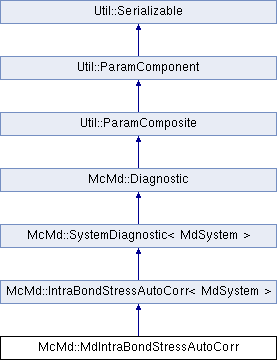 Util::Serializable
Util::ParamComponent
Util::ParamComposite
McMd::Diagnostic
McMd::SystemDiagnostic< MdSystem >
McMd::IntraBondStressAutoCorr< MdSystem >
McMd::MdIntraBondStressAutoCorr